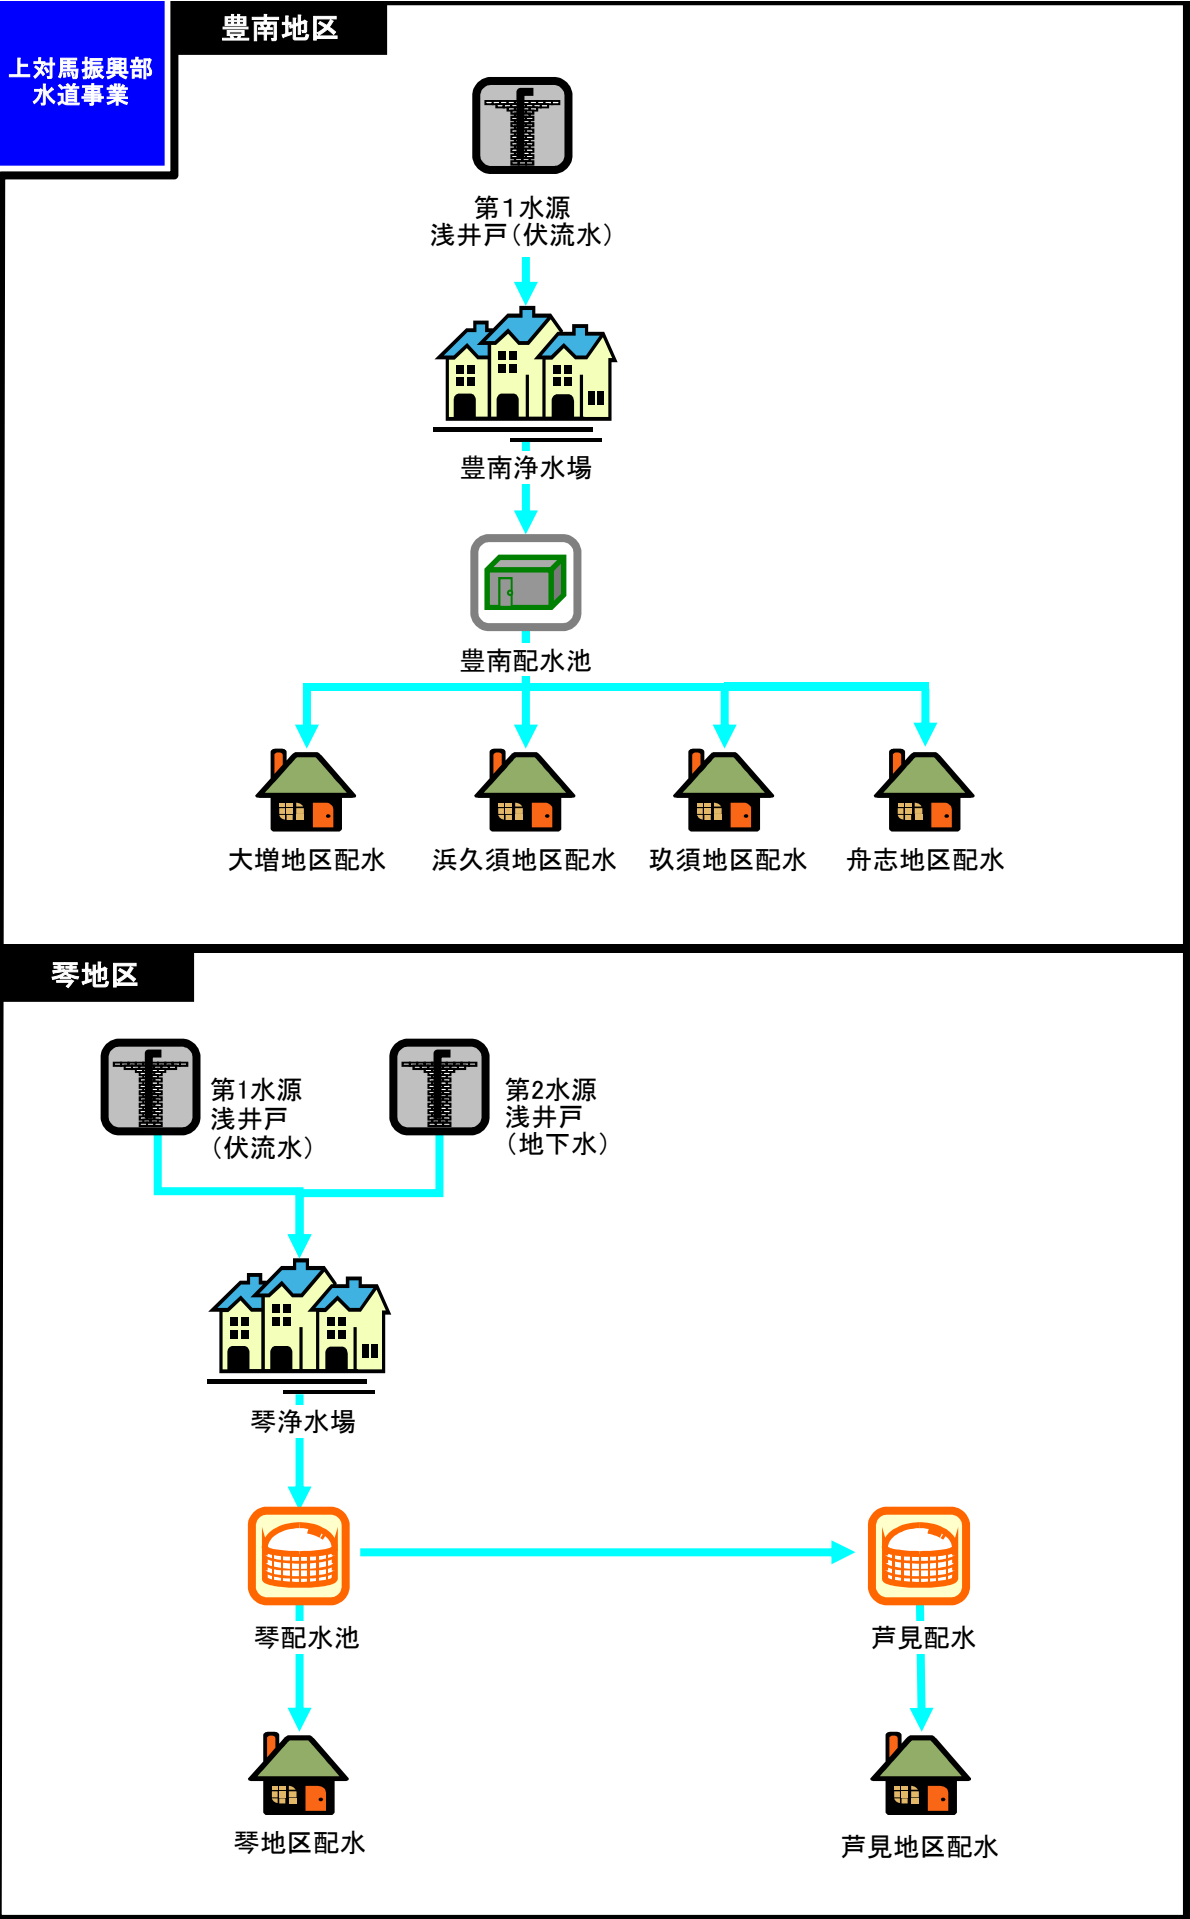 上対馬振興部
水道事業
豊南地区
第1水源
浅井戸(伏流水)
豊南浄水場
豊南配水池
大増地区配水
浜久須地区配水
玖須地区配水
舟志地区配水
琴地区
第1水源
浅井戸
(伏流水)
第2水源
浅井戸
(地下水)
琴浄水場
琴配水池
芦見配水
琴地区配水
芦見地区配水